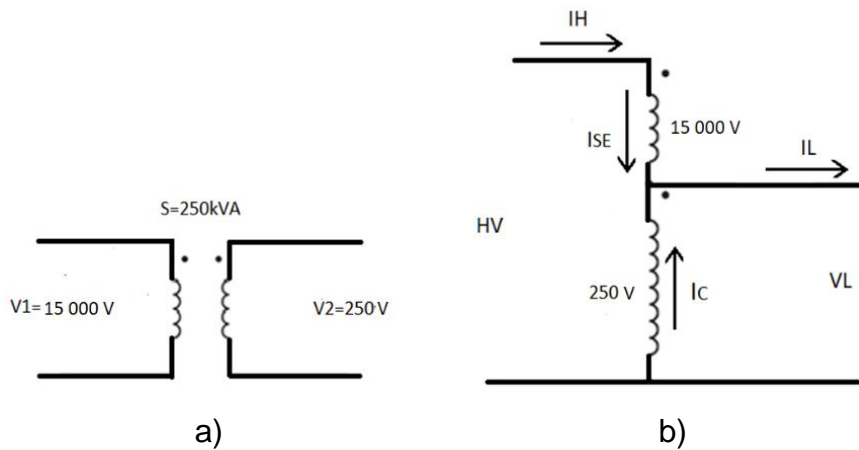 S=250kVA
V1= 15 000 V
V2=250 V
a)
IH
15 000 V
ISE
IL
HV
250 V
IC
VL
b)